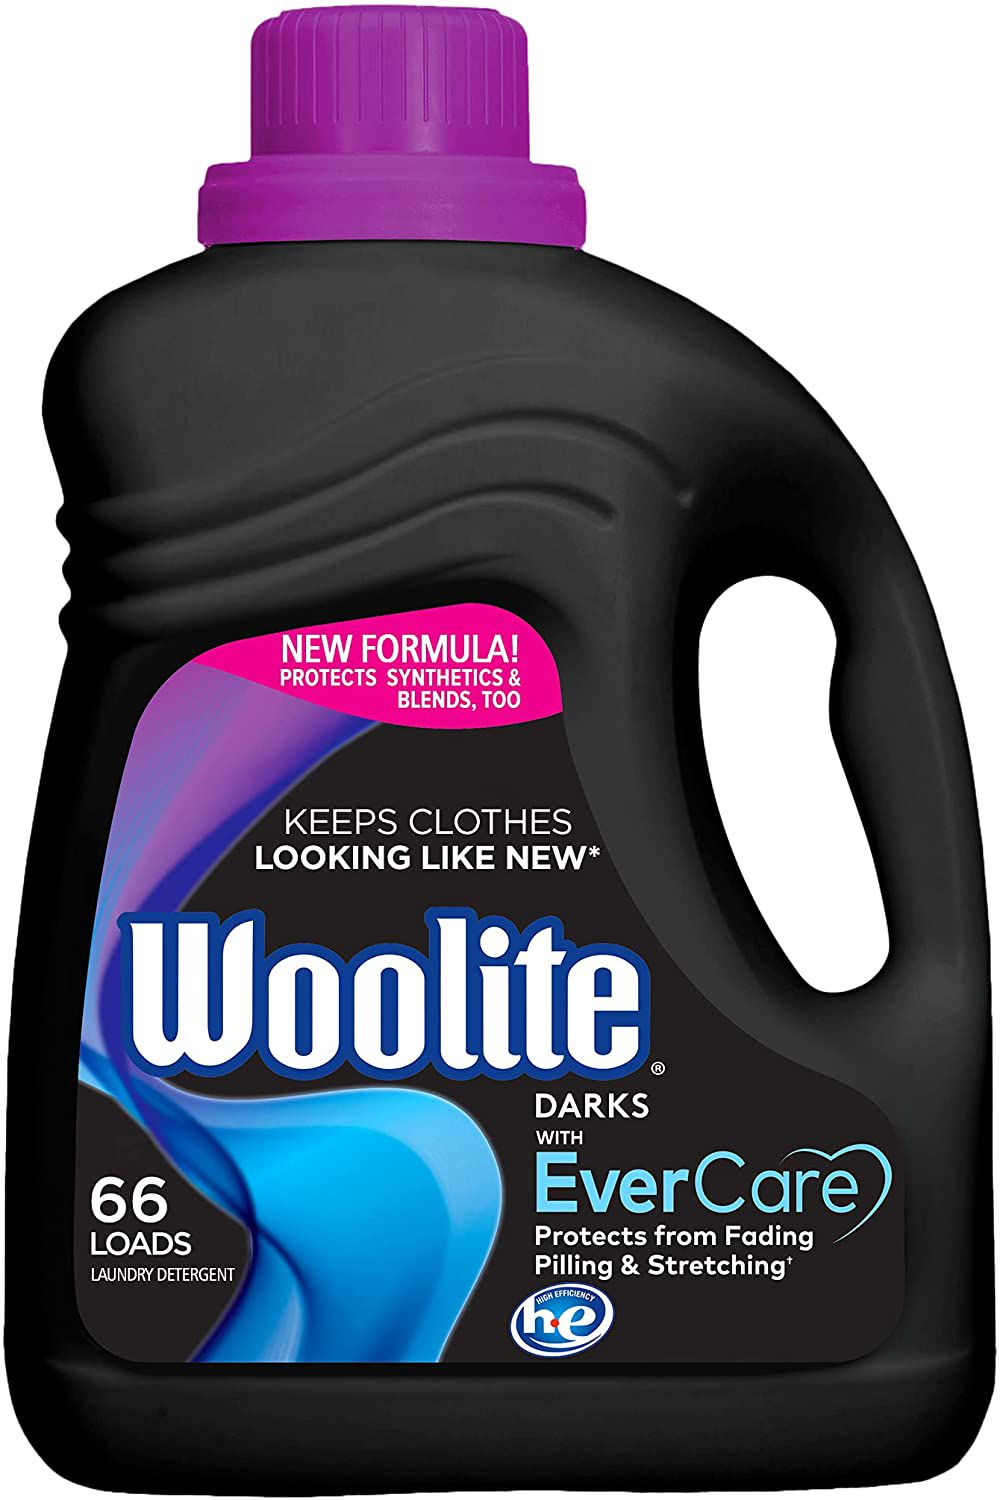 NEW FORMULA!
PROTECTS SYNTHETICS &
BLENDS, TOO
KEEPS CLOTHES
LOOKING LIKE NEW*
Woolite®
DARKS
WITH
EverCare
Protects from Fading
Pilling & Stretching†
66
LOADS
LAUNDRY DETERGENT
HIGH EFFICIENCY
h·e